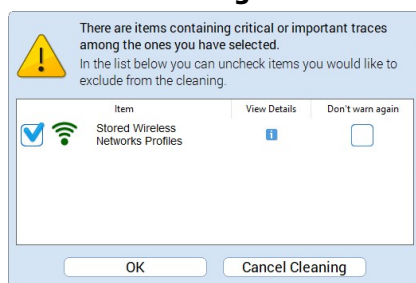 There are items containing critical or important traces
among the ones you have selected.
In the list below you can uncheck items you would like to
exclude from the cleaning.
Item View Details Don't warn again
Stored Wireless
Networks Profiles
i
OK Cancel Cleaning